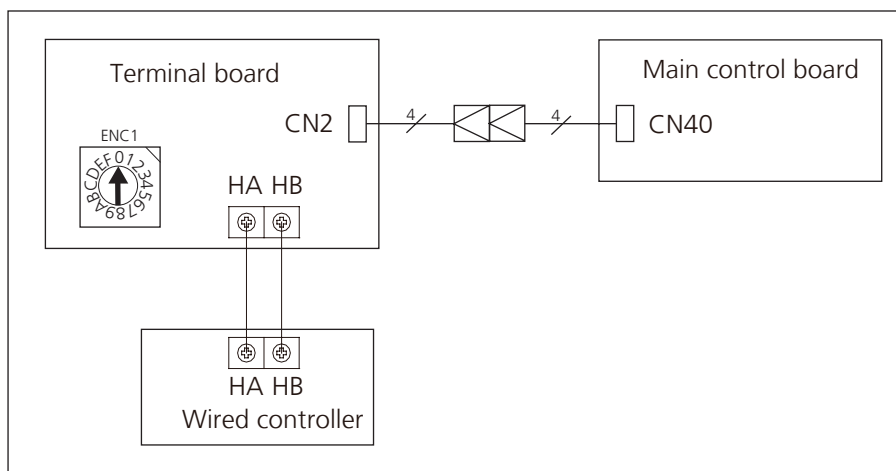 Terminal board
Main control board
CN2
4
4
CN40
ENC1
0123456789ABCDEF
HA HB
HA HB
Wired controller